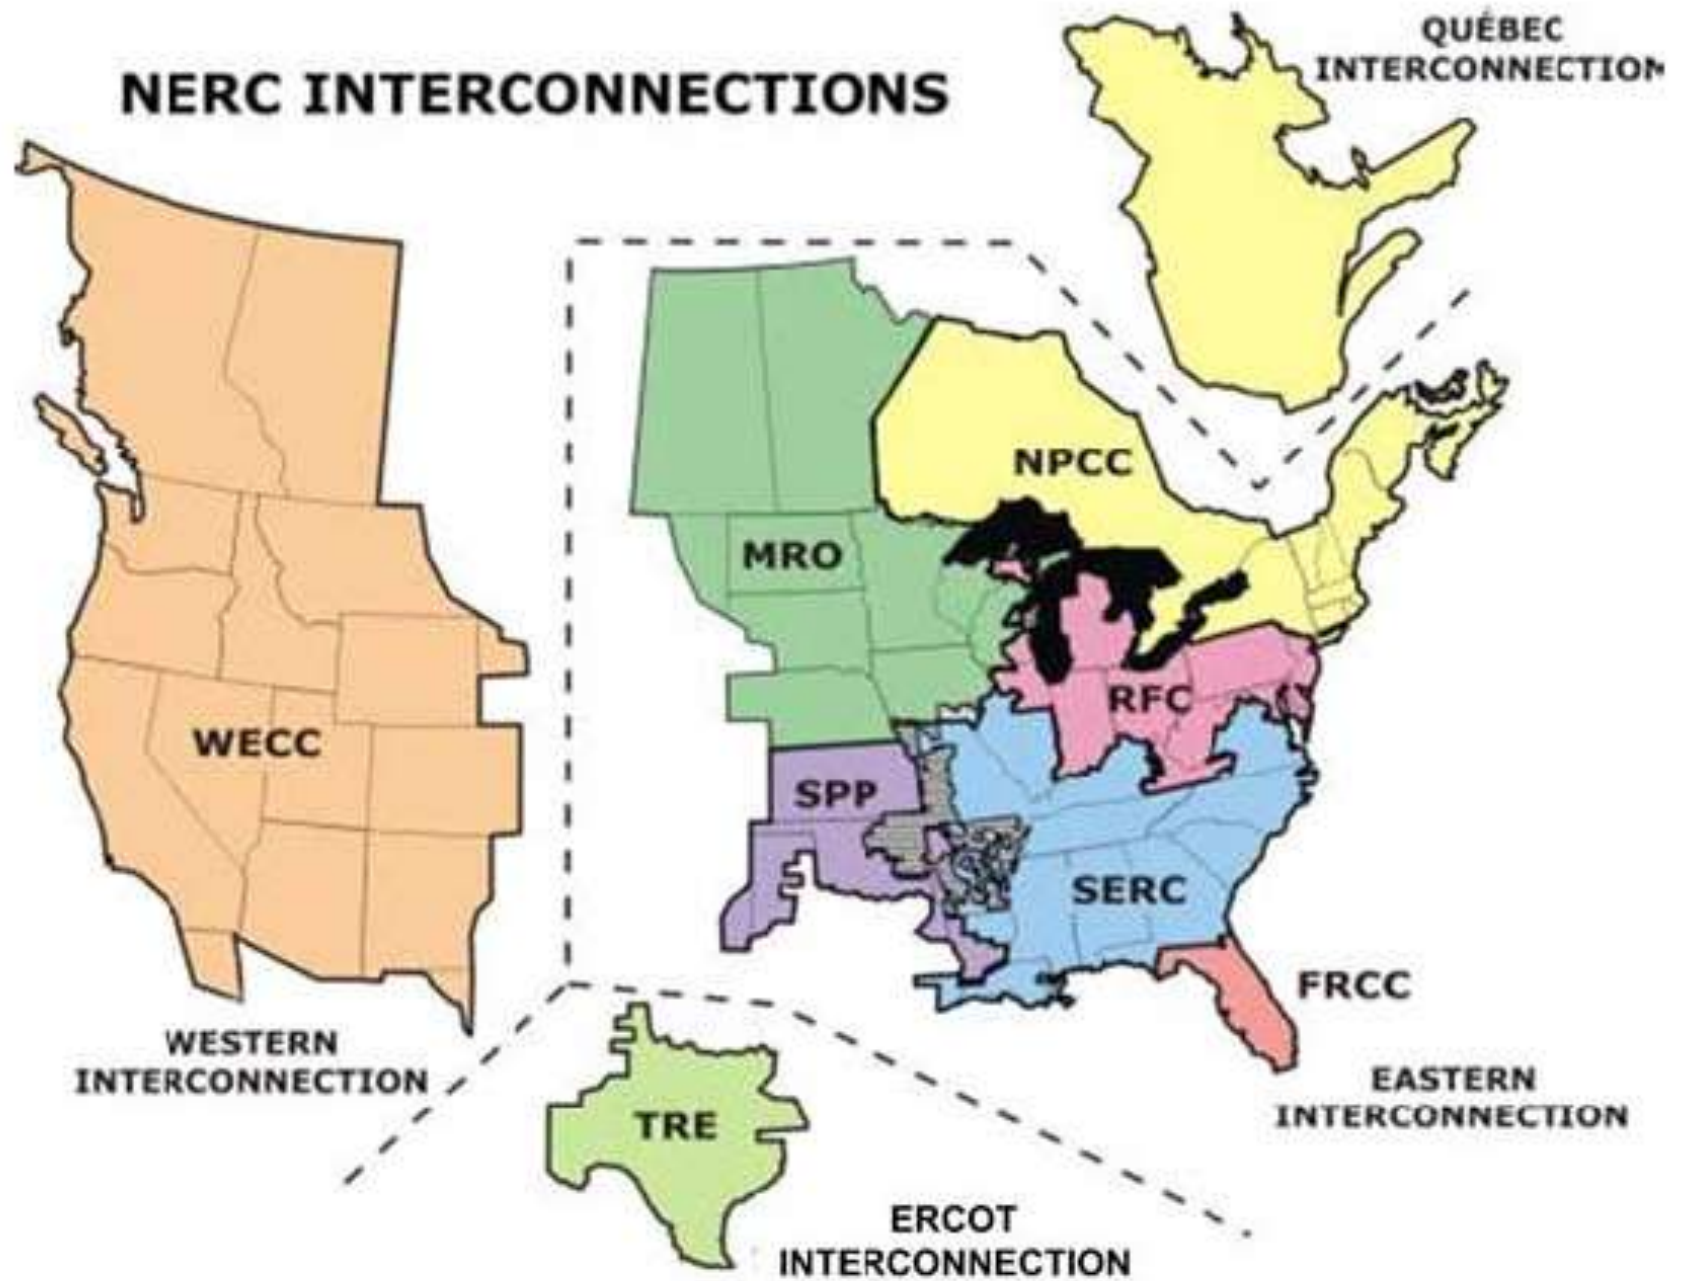 QUÉBEC
INTERCONNECTION
NERC INTERCONNECTIONS
NPCC
MRO
RFC
WECC
SPP
SERC
FRCC
WESTERN
INTERCONNECTION
EASTERN
INTERCONNECTION
TRE
ERCOT
INTERCONNECTION